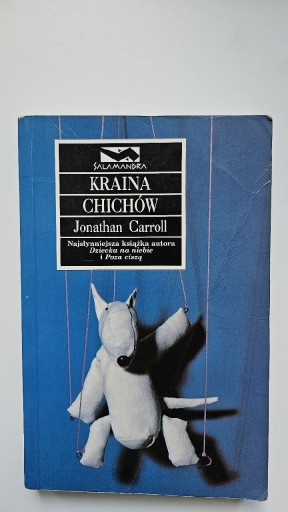 SALAMANDRA
KRAINA
CHICHÓW
Jonathan Carroll
Najsłynniejsza książka autora
Dziecka na niebie
i Poza ciszą